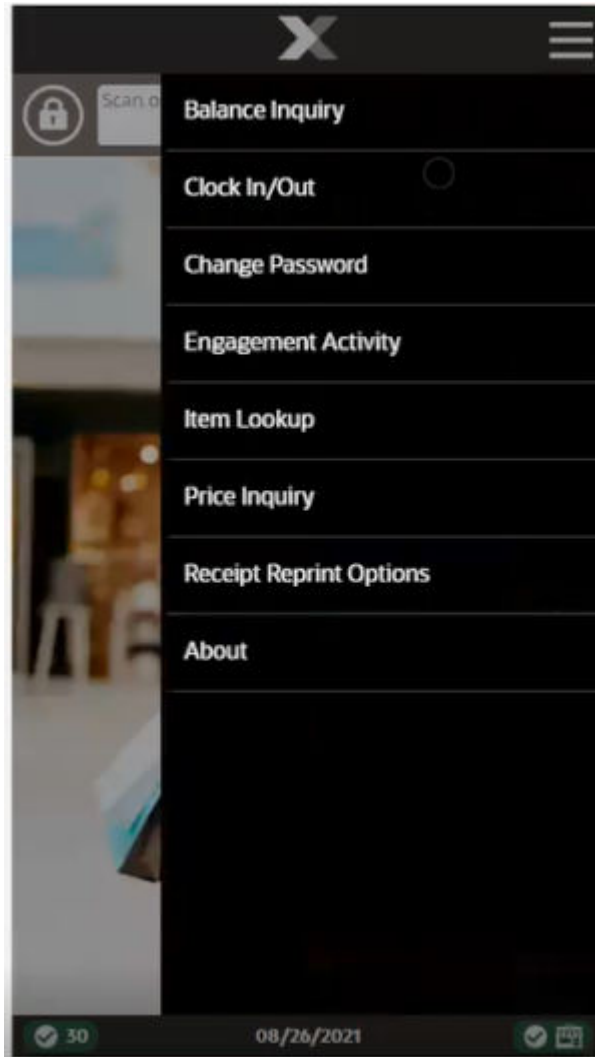 Scan o
Balance Inquiry
Clock In/Out
Change Password
Engagement Activity
Item Lookup
Price Inquiry
Receipt Reprint Options
About
30
08/26/2021